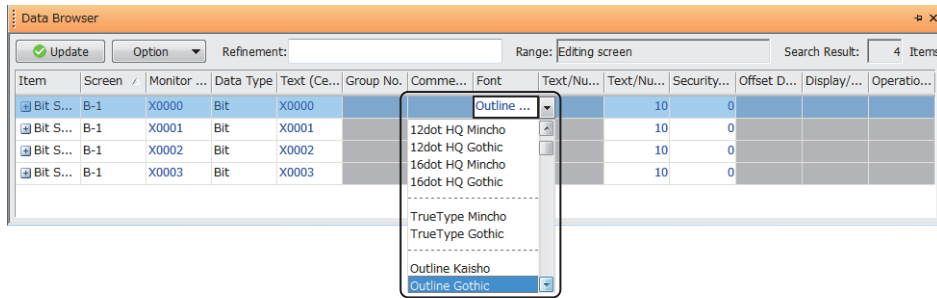 Data Browser
Update Option Refinement: Range: Editing screen Search Result: 4 Items
Item Screen Monitor ... Data Type Text (Ce... Group No. Comme... Font Text/Nu... Text/Nu... Security... Offset D... Display/... Operatio...
Bit S... B-1 X0000 Bit X0000 Outline ... 10 0
Bit S... B-1 X0001 Bit X0001 10 0
Bit S... B-1 X0002 Bit X0002 10 0
Bit S... B-1 X0003 Bit X0003 10 0
12dot HQ Mincho
12dot HQ Gothic
16dot HQ Mincho
16dot HQ Gothic
TrueType Mincho
TrueType Gothic
Outline Kaisho
Outline Gothic